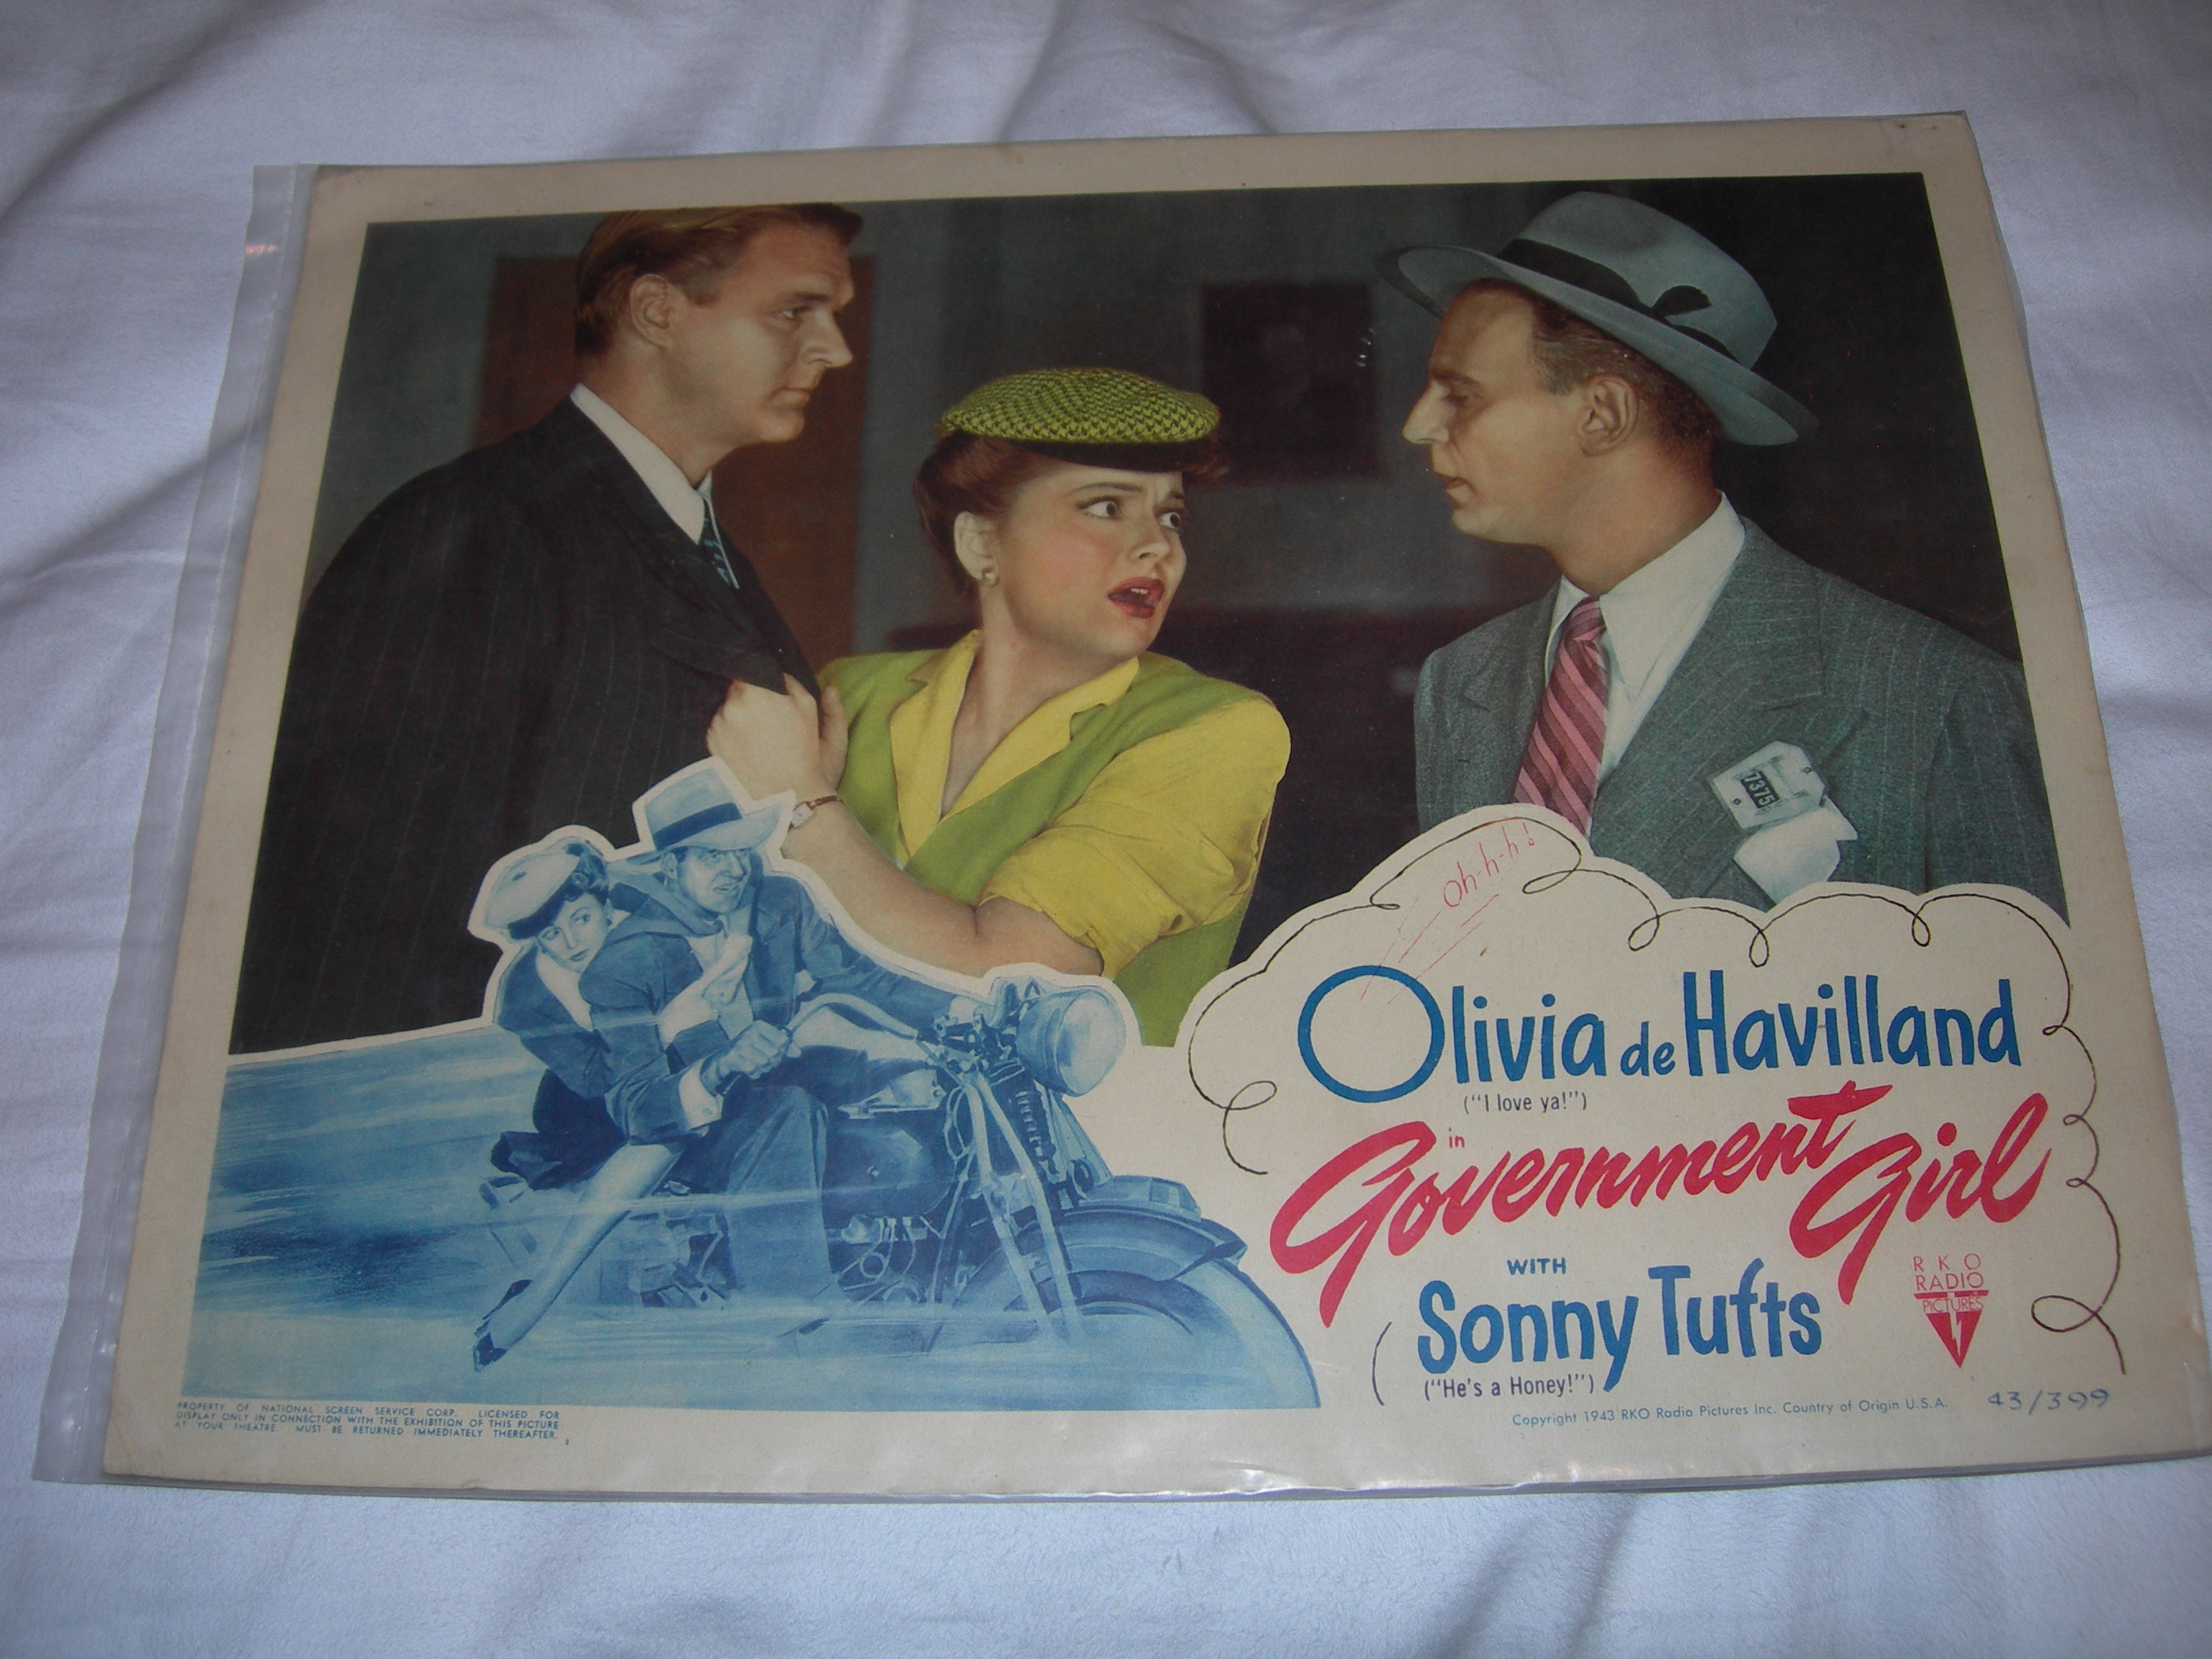 7375
Oh-h-h!
Olivia de Havilland
("I love ya!")
in
Government Girl
WITH
Sonny Tufts
("He's a Honey!")
RKO
RADIO
PICTURES
PROPERTY OF NATIONAL SCREEN SERVICE CORP. LICENSED FOR
DISPLAY ONLY IN CONNECTION WITH THE EXHIBITION OF THIS PICTURE
AT YOUR THEATRE. MUST BE RETURNED IMMEDIATELY THEREAFTER.
Copyright 1943 RKO Radio Pictures Inc. Country of Origin U.S.A.
43/399